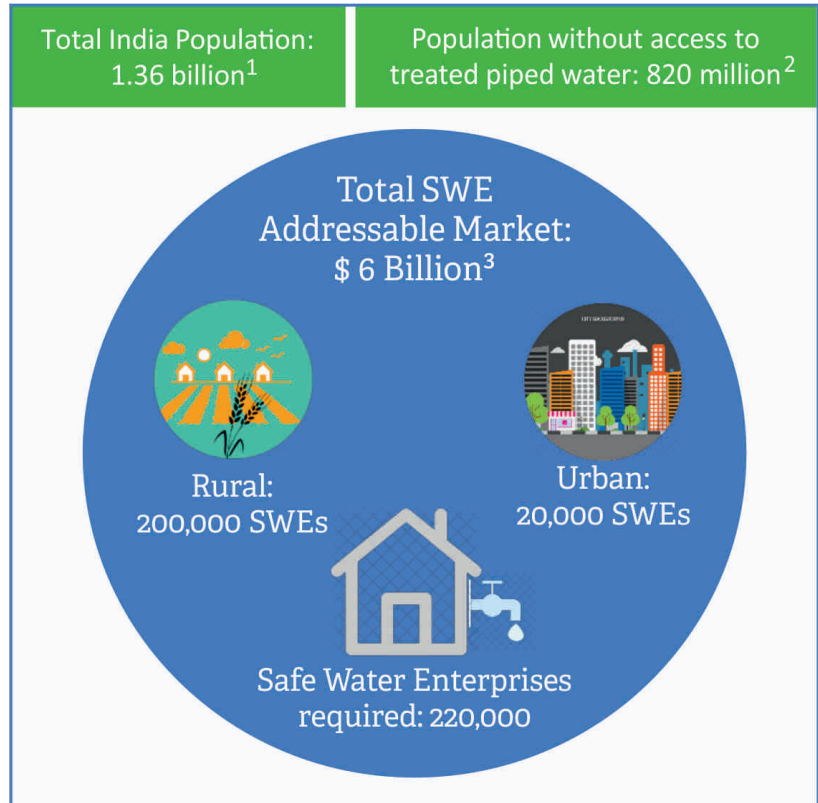 Total India Population:
1.36 billion¹
Population without access to
treated piped water: 820 million²
Total SWE
Addressable Market:
$ 6 Billion³
Rural:
200,000 SWEs
Urban:
20,000 SWEs
Safe Water Enterprises
required: 220,000